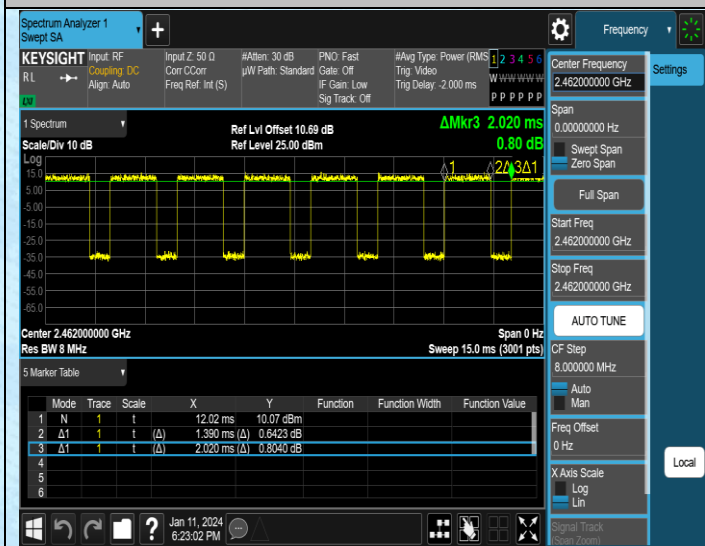 Spectrum Analyzer 1
Swept SA
Frequency
KEYSIGHT
RL
Input: RF
Coupling: DC
Align: Auto
Input Z: 50 Ω
Corr CCorr
Freq Ref: Int (S)
#Atten: 30 dB
µW Path: Standard
PNO: Fast
Gate: Off
IF Gain: Low
Sig Track: Off
#Avg Type: Power (RMS
Trig: Video
Trig Delay: -2.000 ms
1 2 3 4 5 6
W W W W W W
P P P P P P
LXI
1 Spectrum
Scale/Div 10 dB
Ref Lvl Offset 10.69 dB
Ref Level 25.00 dBm
ΔMkr3 2.020 ms
0.80 dB
Log
15.0
5.00
-5.00
-15.0
-25.0
-35.0
-45.0
-55.0
-65.0
1
2Δ 3Δ1
Center 2.462000000 GHz
Res BW 8 MHz
Span 0 Hz
Sweep 15.0 ms (3001 pts)
5 Marker Table
Mode Trace Scale X Y Function Function Width Function Value
1 N 1 t 12.02 ms 10.07 dBm
2 Δ1 1 t (Δ) 1.390 ms (Δ) 0.6423 dB
3 Δ1 1 t (Δ) 2.020 ms (Δ) 0.8040 dB
4
5
6
Jan 11, 2024
6:23:02 PM
Center Frequency
2.462000000 GHz
Span
0.00000000 Hz
Swept Span
Zero Span
Full Span
Start Freq
2.462000000 GHz
Stop Freq
2.462000000 GHz
AUTO TUNE
CF Step
8.000000 MHz
Auto
Man
Freq Offset
0 Hz
X Axis Scale
Log
Lin
Signal Track
(Span Zoom)
Settings
Local